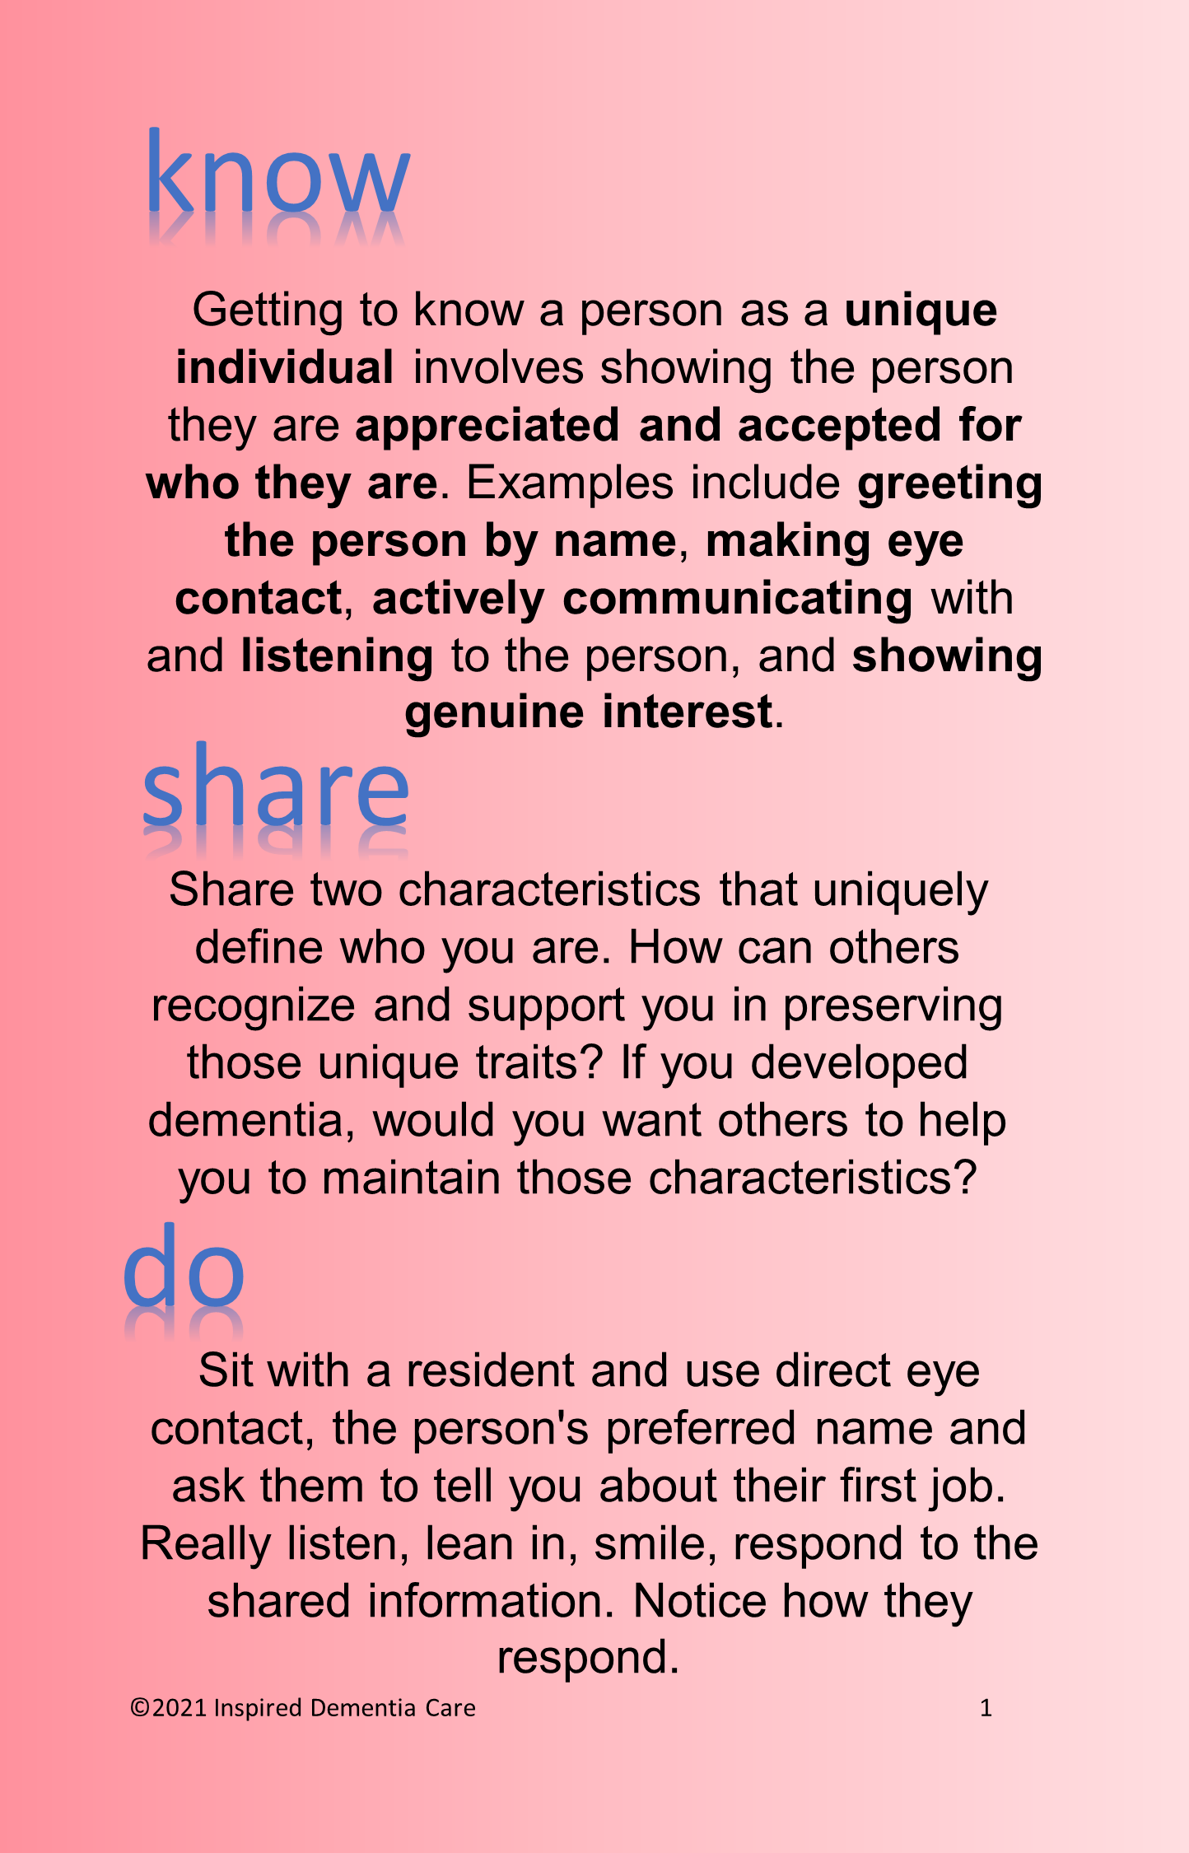 know
Getting to know a person as a unique
individual involves showing the person
they are appreciated and accepted for
who they are. Examples include greeting
the person by name, making eye
contact, actively communicating with
and listening to the person, and showing
genuine interest.
share
Share two characteristics that uniquely
define who you are. How can others
recognize and support you in preserving
those unique traits? If you developed
dementia, would you want others to help
you to maintain those characteristics?
do
Sit with a resident and use direct eye
contact, the person's preferred name and
ask them to tell you about their first job.
Really listen, lean in, smile, respond to the
shared information. Notice how they
respond.
©2021 Inspired Dementia Care 1